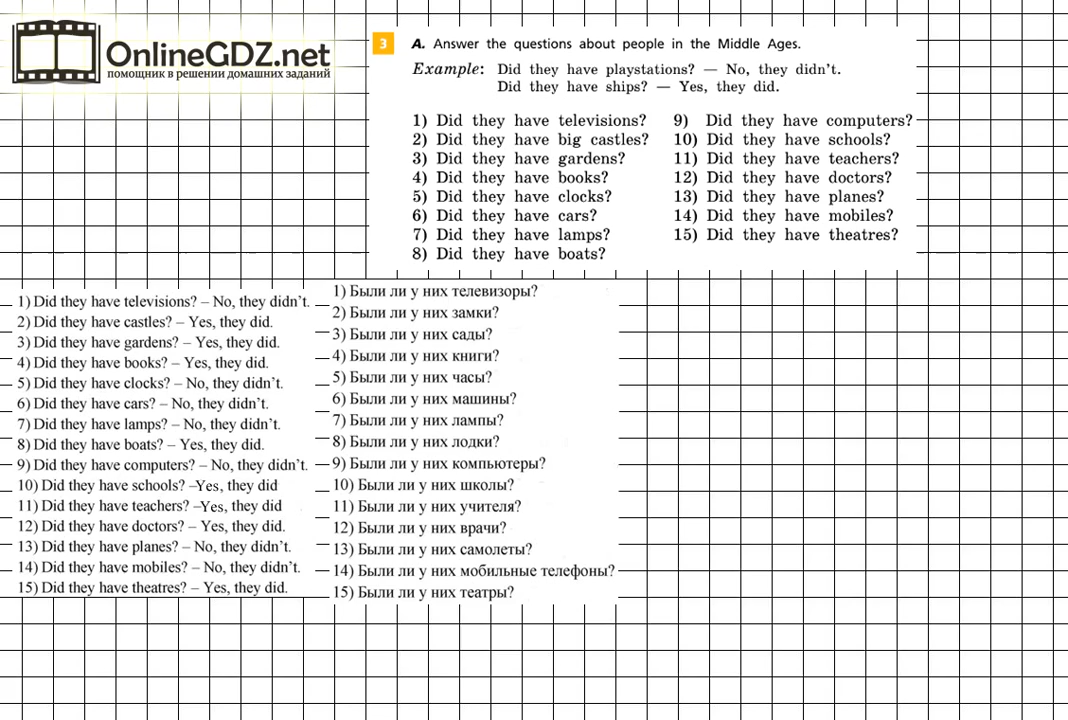 OnlineGDZ.net
помощник в решении домашних заданий
3 A. Answer the questions about people in the Middle Ages.
Example: Did they have playstations? — No, they didn't.
Did they have ships? — Yes, they did.
1) Did they have televisions?
2) Did they have big castles?
3) Did they have gardens?
4) Did they have books?
5) Did they have clocks?
6) Did they have cars?
7) Did they have lamps?
8) Did they have boats?
9) Did they have computers?
10) Did they have schools?
11) Did they have teachers?
12) Did they have doctors?
13) Did they have planes?
14) Did they have mobiles?
15) Did they have theatres?
1) Did they have televisions? – No, they didn't.
2) Did they have castles? – Yes, they did.
3) Did they have gardens? – Yes, they did.
4) Did they have books? – Yes, they did.
5) Did they have clocks? – No, they didn't.
6) Did they have cars? – No, they didn't.
7) Did they have lamps? – No, they didn't.
8) Did they have boats? – Yes, they did.
9) Did they have computers? – No, they didn't.
10) Did they have schools? –Yes, they did
11) Did they have teachers? –Yes, they did
12) Did they have doctors? – Yes, they did.
13) Did they have planes? – No, they didn't.
14) Did they have mobiles? – No, they didn't.
15) Did they have theatres? – Yes, they did.
1) Были ли у них телевизоры?
2) Были ли у них замки?
3) Были ли у них сады?
4) Были ли у них книги?
5) Были ли у них часы?
6) Были ли у них машины?
7) Были ли у них лампы?
8) Были ли у них лодки?
9) Были ли у них компьютеры?
10) Были ли у них школы?
11) Были ли у них учителя?
12) Были ли у них врачи?
13) Были ли у них самолеты?
14) Были ли у них мобильные телефоны?
15) Были ли у них театры?